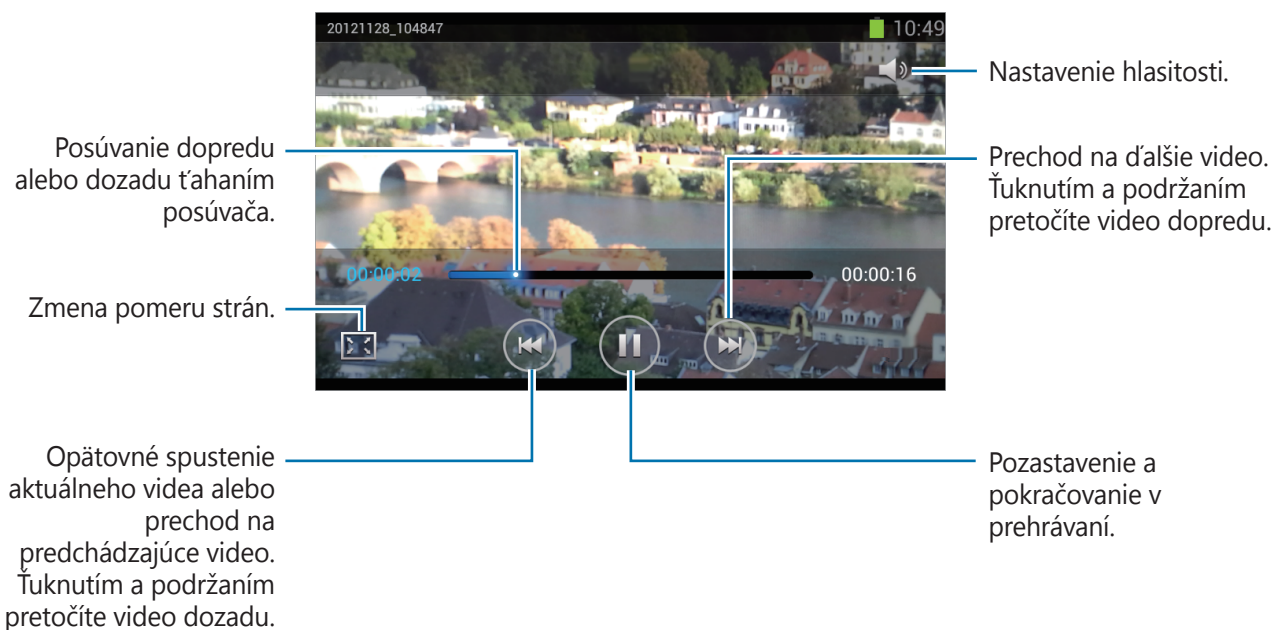 20121128_104847
10:49
Nastavenie hlasitosti.
Posúvanie dopredu
alebo dozadu ťahaním
posúvača.
Prechod na ďalšie video.
Ťuknutím a podržaním
pretočíte video dopredu.
00:00:02
00:00:16
Zmena pomeru strán.
Opätovné spustenie
aktuálneho videa alebo
prechod na
predchádzajúce video.
Ťuknutím a podržaním
pretočíte video dozadu.
Pozastavenie a
pokračovanie v
prehrávaní.